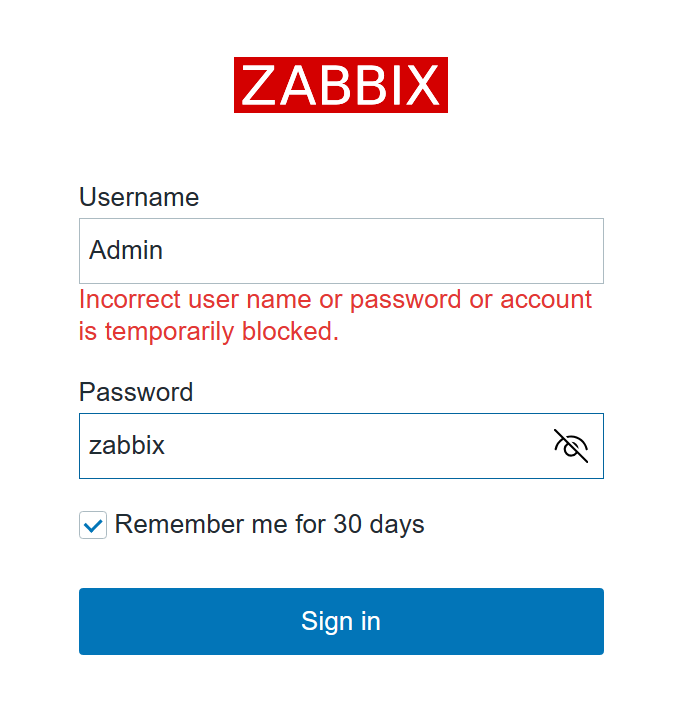 ZABBIX
Username
Admin
Incorrect user name or password or account
is temporarily blocked.
Password
zabbix
Remember me for 30 days
Sign in